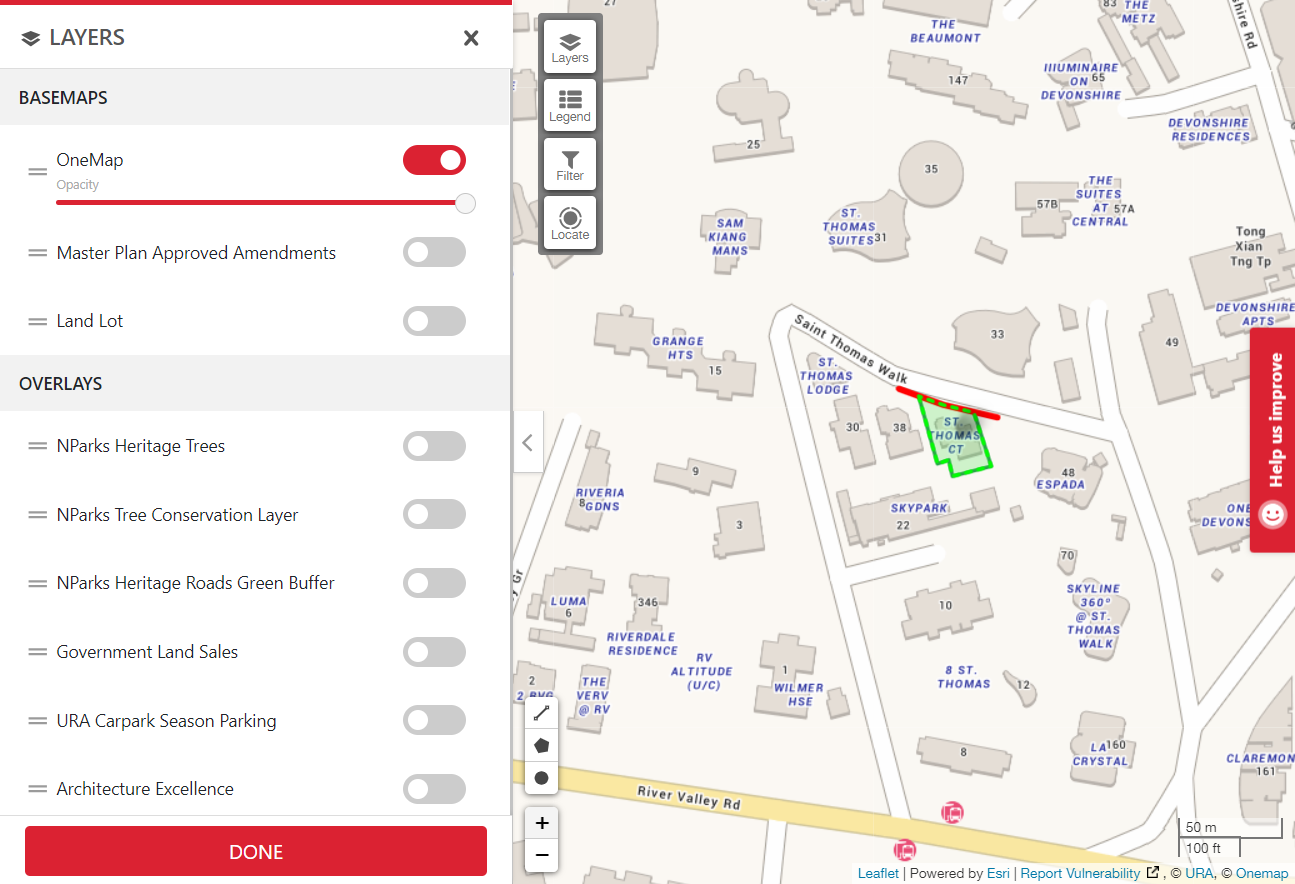 LAYERS
BASEMAPS
OneMap
Opacity
Master Plan Approved Amendments
Land Lot
OVERLAYS
NParks Heritage Trees
NParks Tree Conservation Layer
NParks Heritage Roads Green Buffer
Government Land Sales
URA Carpark Season Parking
Architecture Excellence
DONE
Layers
Legend
Filter
Locate
27
THE
BEAUMONT
83
THE
METZ
147
ILLUMINAIRE
ON
DEVONSHIRE
65
DEVONSHIRE
RESIDENCES
25
35
57B
THE
SUITES
AT
CENTRAL
57A
SAM
KIANG
MANS
ST.
THOMAS
SUITES
31
Tong
Xian
Tng Tp
DEVONSHIRE
APTS
Saint Thomas Walk
33
49
GRANGE
HTS
15
ST.
THOMAS
LODGE
30
38
ST.
THOMAS
CT
48
ESPADA
9
RIVERIA
8
GDNS
3
SKYPARK
22
ONE
DEVONS
70
LUMA
6
346
RIVERDALE
RESIDENCE
10
SKYLINE
360°
@ ST.
THOMAS
WALK
RV
ALTITUDE
(U/C)
1
WILMER
HSE
8 ST.
THOMAS
12
2
2 RVG
THE
VERV
@ RV
8
160
LA
CRYSTAL
CLAREMON
161
River Valley Rd
Help us improve
+
−
50 m
100 ft
Leaflet | Powered by Esri | Report Vulnerability , © URA, © Onemap